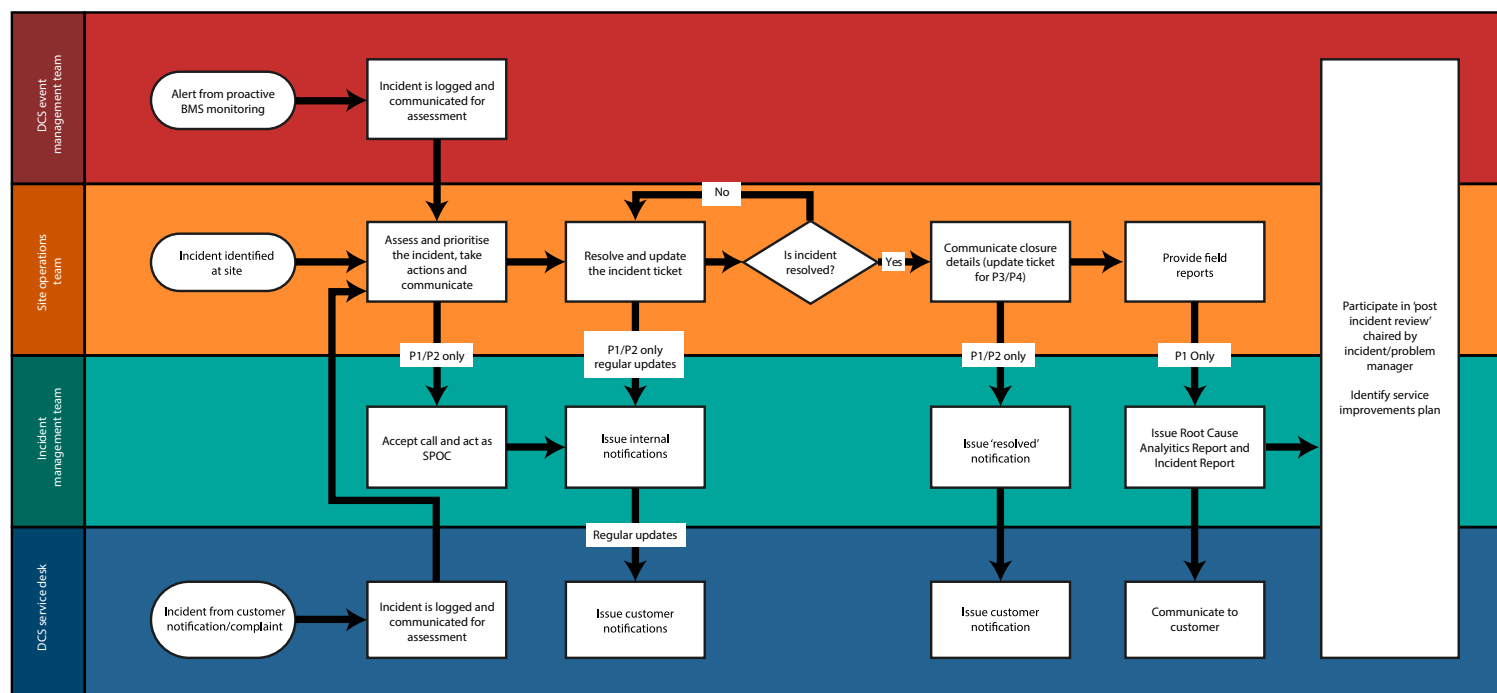 DCS event
management team
Alert from proactive
BMS monitoring
Incident is logged and
communicated for
assessment
Site operations
team
Incident identified
at site
Assess and prioritise
the incident, take
actions and
communicate
Resolve and update
the incident ticket
No
Is incident
resolved?
Yes
Communicate closure
details (update ticket
for P3/P4)
Provide field
reports
P1/P2 only
P1/P2 only
regular updates
P1/P2 only
P1 Only
Incident
management team
Accept call and act as
SPOC
Issue internal
notifications
Issue ‘resolved’
notification
Issue Root Cause
Analyitics Report and
Incident Report
Participate in ‘post
incident review’
chaired by
incident/problem
manager
Identify service
improvements plan
Regular updates
DCS service desk
Incident from customer
notification/complaint
Incident is logged and
communicated for
assessment
Issue customer
notifications
Issue customer
notification
Communicate to
customer